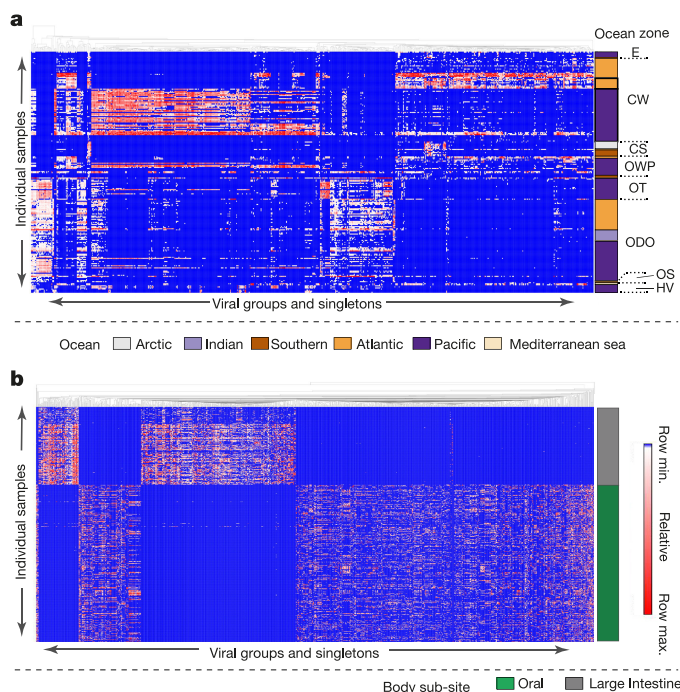 a
Ocean zone
E
CW
CS
OWP
OT
ODO
OS
HV
Individual samples
Viral groups and singletons
Ocean Arctic Indian Southern Atlantic Pacific Mediterranean sea
b
Individual samples
Row min.
Relative
Row max.
Viral groups and singletons
Body sub-site Oral Large Intestine